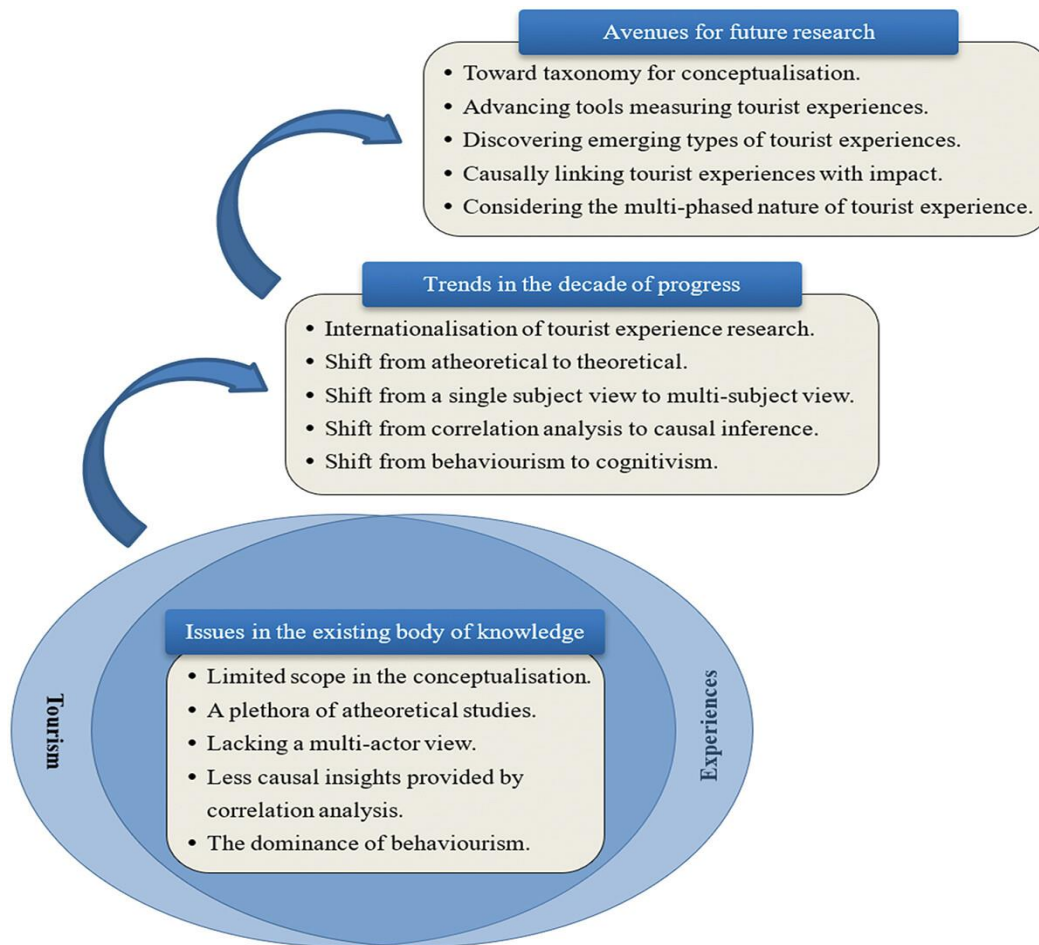 Avenues for future research
• Toward taxonomy for conceptualisation.
• Advancing tools measuring tourist experiences.
• Discovering emerging types of tourist experiences.
• Causally linking tourist experiences with impact.
• Considering the multi-phased nature of tourist experience.
Trends in the decade of progress
• Internationalisation of tourist experience research.
• Shift from atheoretical to theoretical.
• Shift from a single subject view to multi-subject view.
• Shift from correlation analysis to causal inference.
• Shift from behaviourism to cognitivism.
Tourism
Issues in the existing body of knowledge
• Limited scope in the conceptualisation.
• A plethora of atheoretical studies.
• Lacking a multi-actor view.
• Less causal insights provided by
correlation analysis.
• The dominance of behaviourism.
Experiences